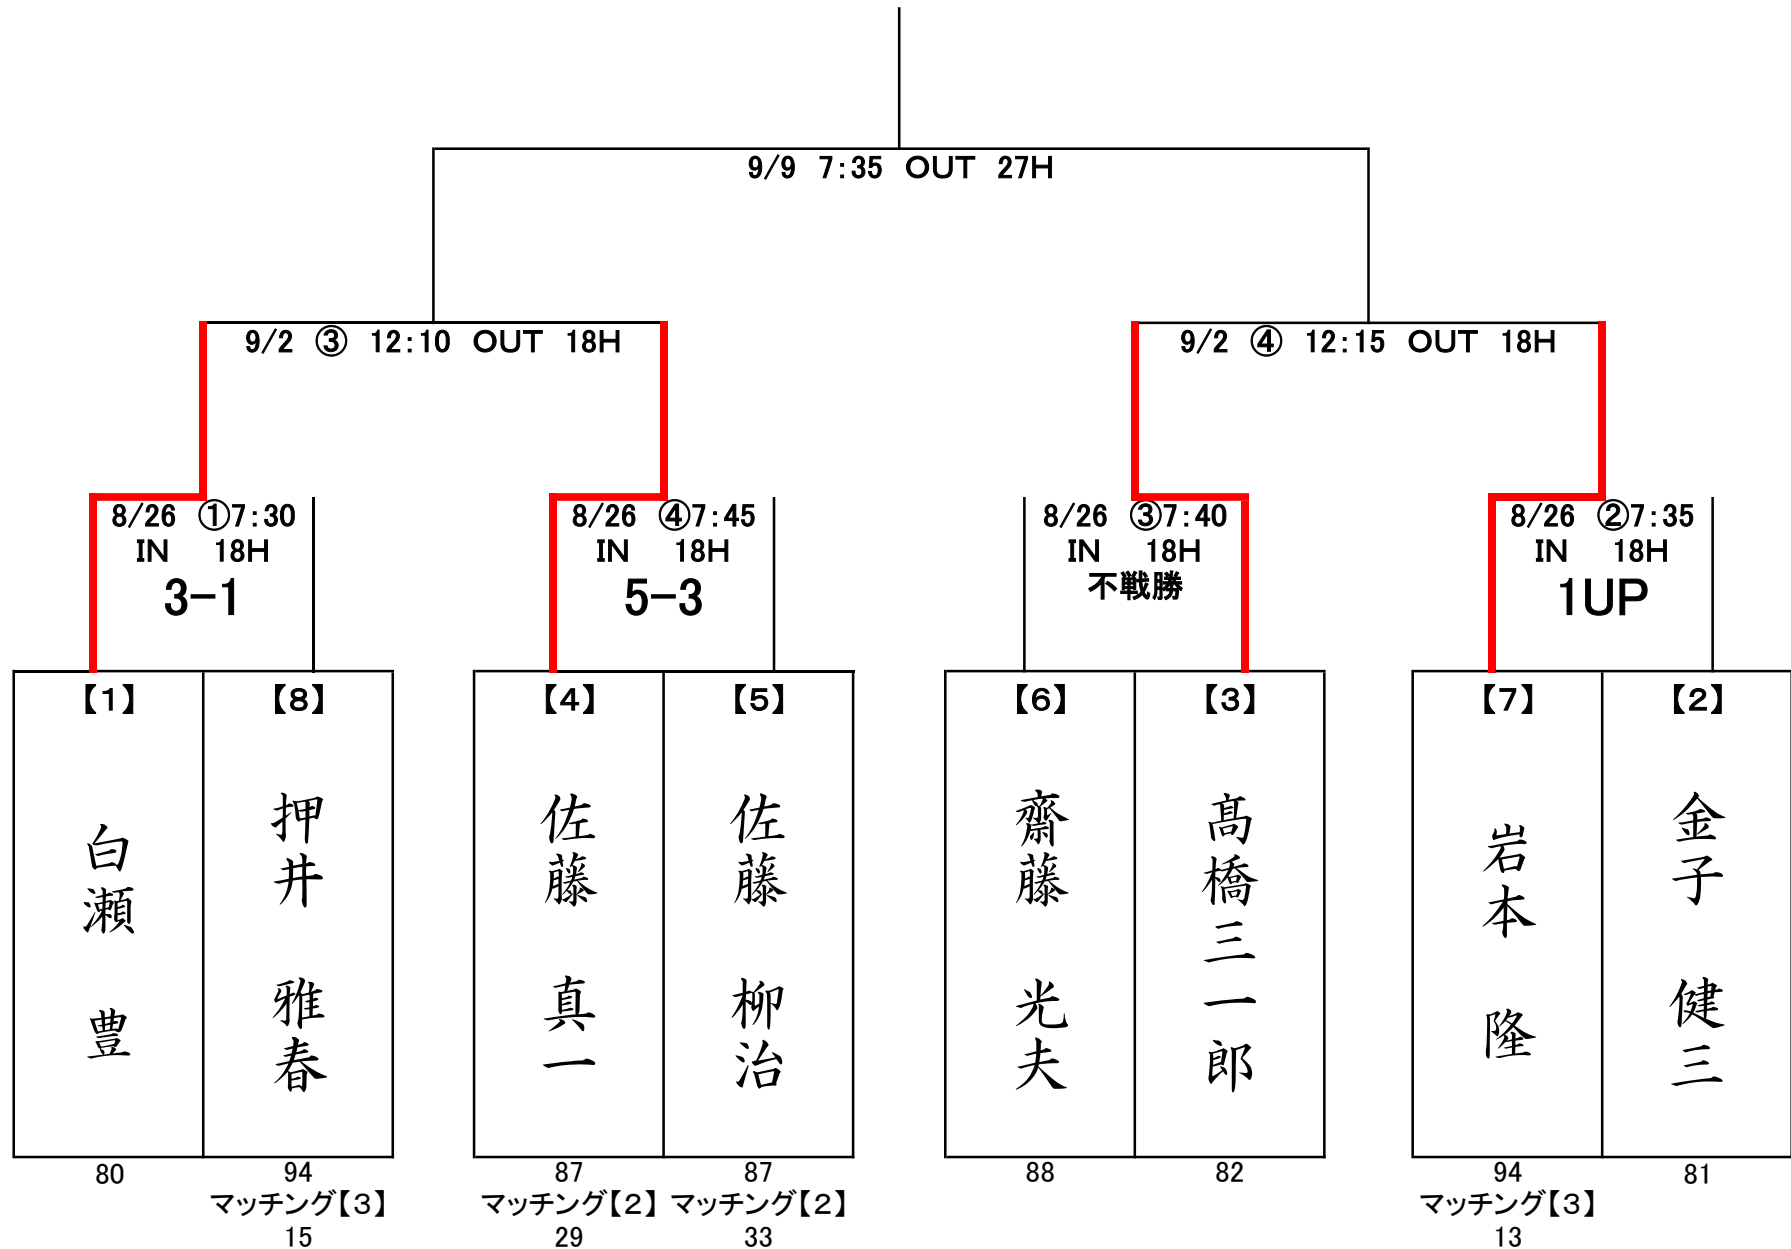 9/9 7:35 OUT 27H
9/2 ③ 12:10 OUT 18H
9/2 ④ 12:15 OUT 18H
8/26 ①7:30
IN 18H
3-1
8/26 ④7:45
IN 18H
5-3
8/26 ③7:40
IN 18H
不戦勝
8/26 ②7:35
IN 18H
1UP
【1】
白瀬 豊
80
【8】
押井 雅春
94
マッチング【3】
15
【4】
佐藤 真一
87
マッチング【2】
29
【5】
佐藤 柳治
87
マッチング【2】
33
【6】
齋藤 光夫
88
【3】
髙橋三一郎
82
【7】
岩本 隆
94
マッチング【3】
13
【2】
金子 健三
81